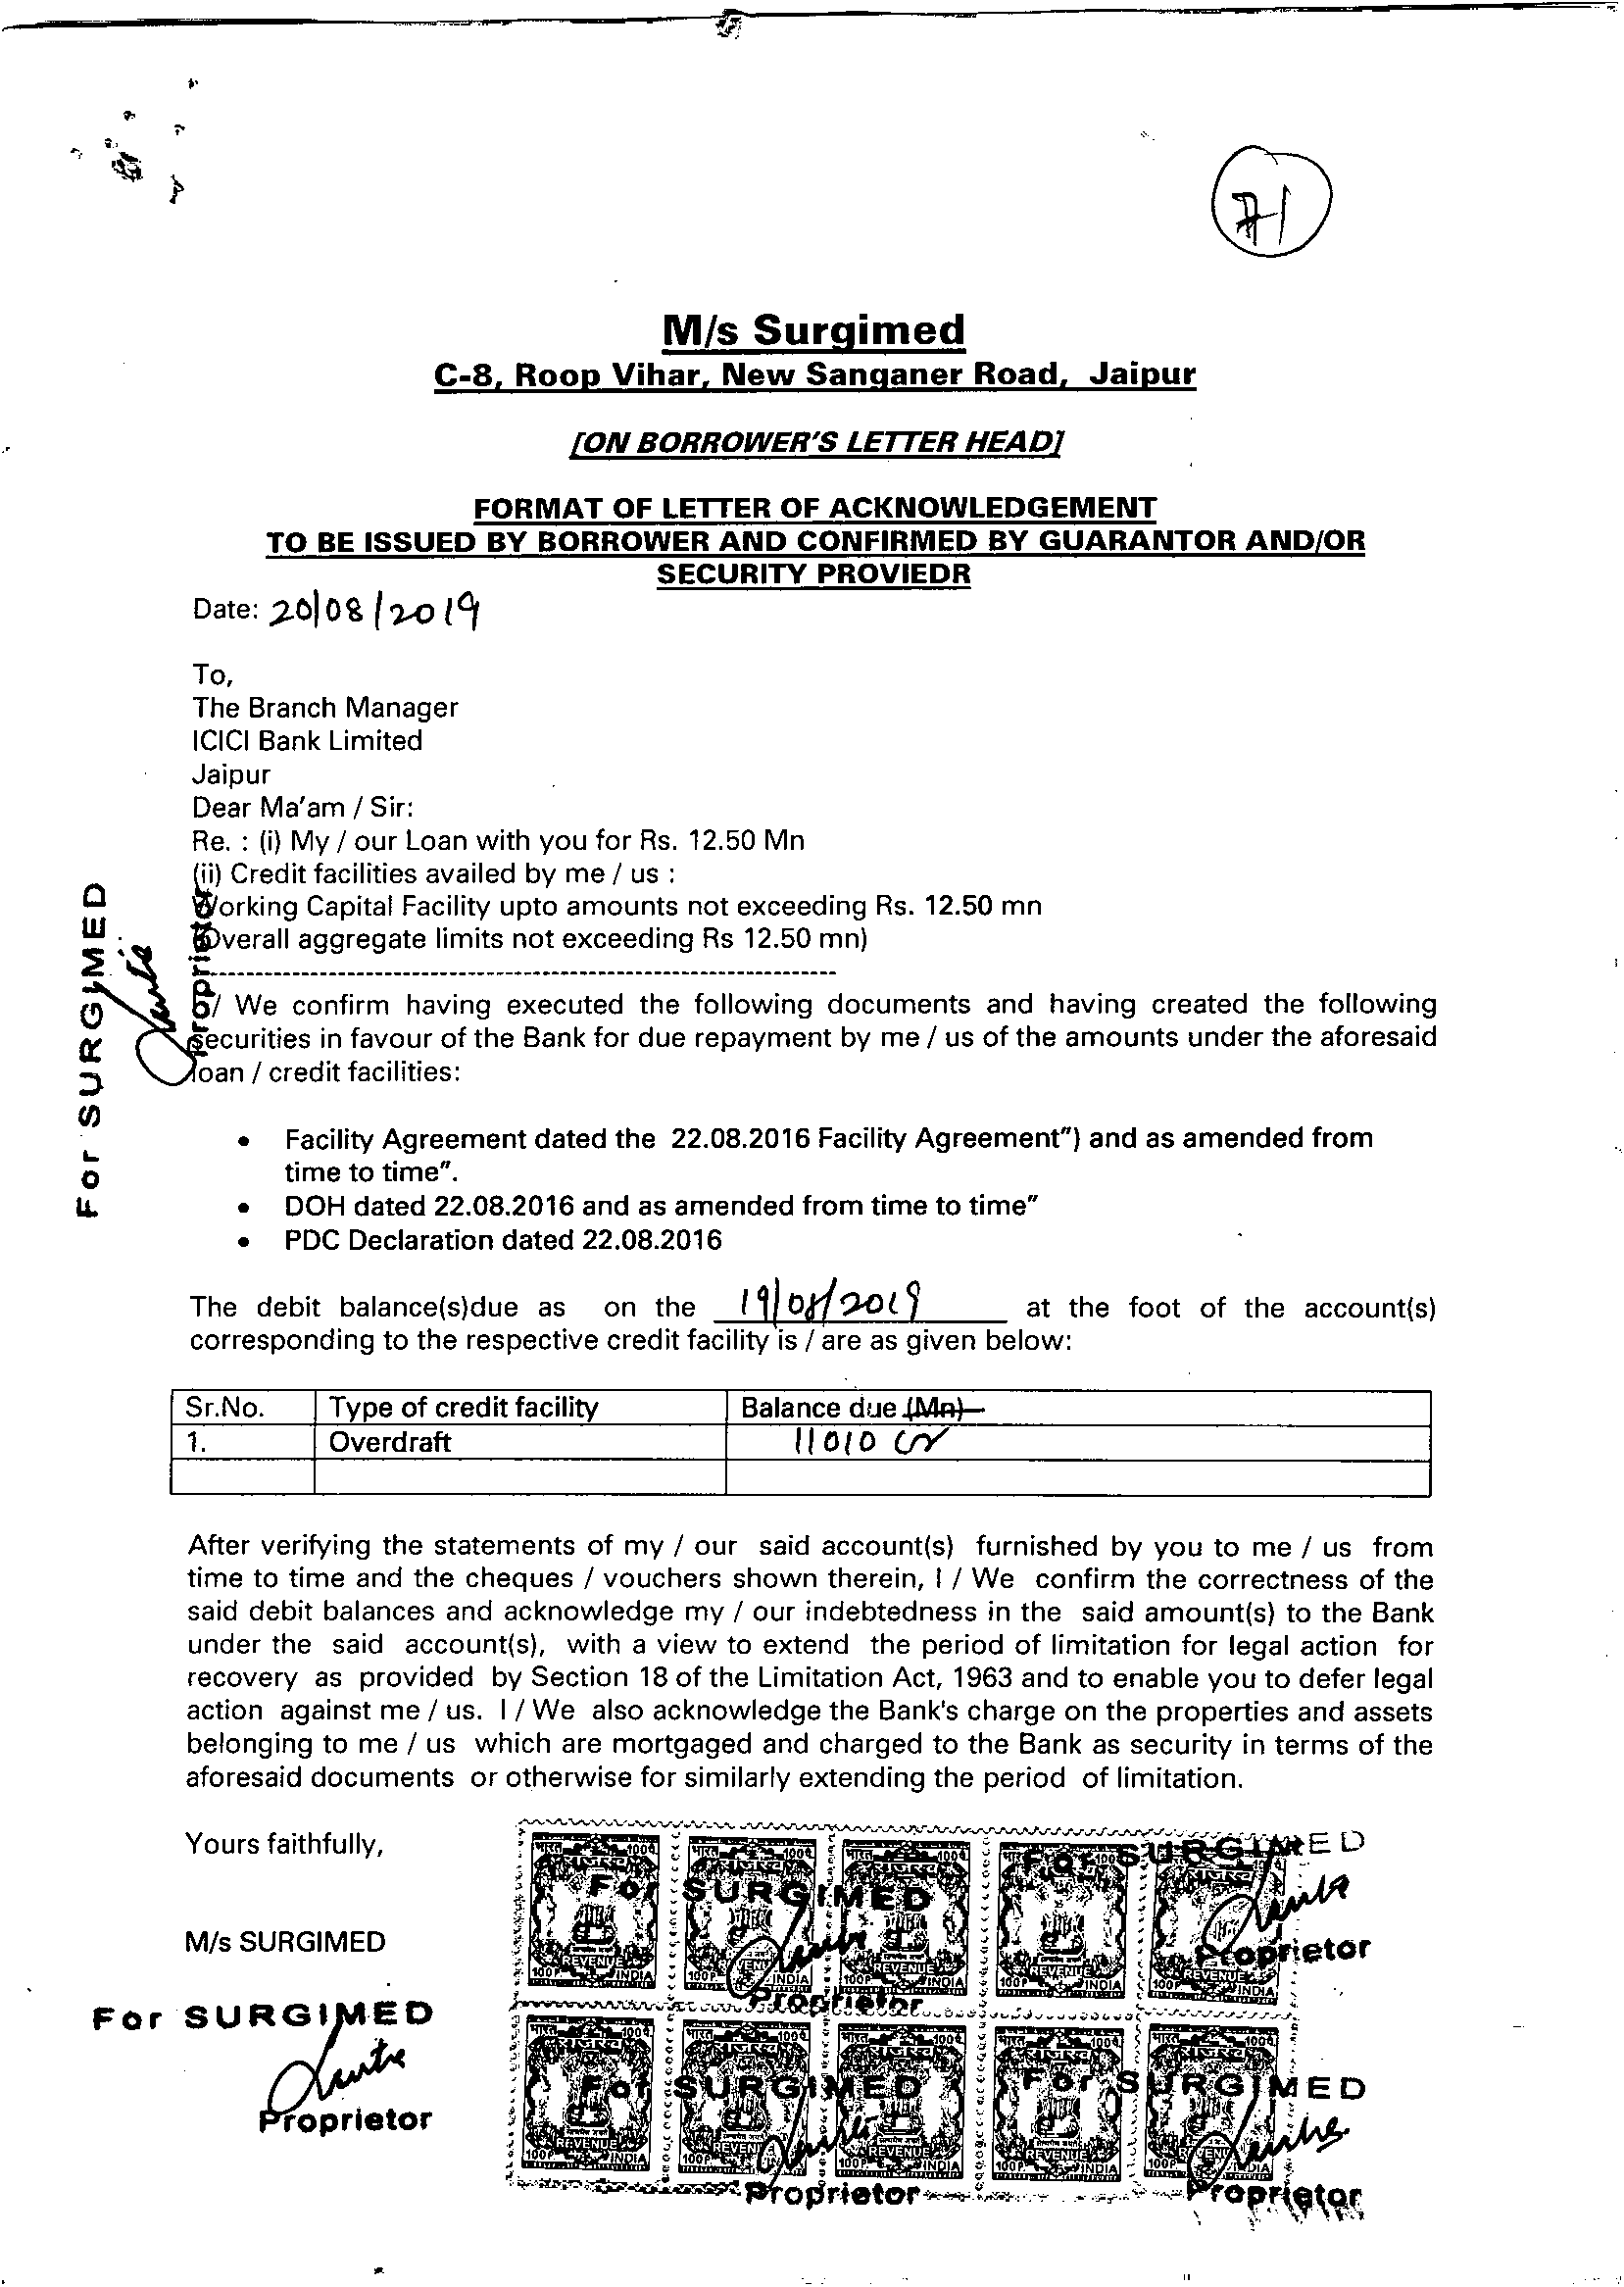 71
M/s Surgimed
C-8, Roop Vihar, New Sanganer Road, Jaipur
[ON BORROWER'S LETTER HEAD]
FORMAT OF LETTER OF ACKNOWLEDGEMENT
TO BE ISSUED BY BORROWER AND CONFIRMED BY GUARANTOR AND/OR
SECURITY PROVIEDR
Date: 20/08/2019
To,
The Branch Manager
ICICI Bank Limited
Jaipur
Dear Ma'am / Sir:
Re. : (i) My / our Loan with you for Rs. 12.50 Mn
(ii) Credit facilities availed by me / us :
Working Capital Facility upto amounts not exceeding Rs. 12.50 mn
(Overall aggregate limits not exceeding Rs 12.50 mn)
For SURGIMED
Proprietor
I / We confirm having executed the following documents and having created the following
securities in favour of the Bank for due repayment by me / us of the amounts under the aforesaid
loan / credit facilities:
• Facility Agreement dated the 22.08.2016 Facility Agreement") and as amended from
time to time".
• DOH dated 22.08.2016 and as amended from time to time"
• PDC Declaration dated 22.08.2016
The debit balance(s)due as on the 19/08/2019 at the foot of the account(s)
corresponding to the respective credit facility is / are as given below:
Sr.No. Type of credit facility Balance due (Mn)
1. Overdraft 11010 cr
After verifying the statements of my / our said account(s) furnished by you to me / us from
time to time and the cheques / vouchers shown therein, I / We confirm the correctness of the
said debit balances and acknowledge my / our indebtedness in the said amount(s) to the Bank
under the said account(s), with a view to extend the period of limitation for legal action for
recovery as provided by Section 18 of the Limitation Act, 1963 and to enable you to defer legal
action against me / us. I / We also acknowledge the Bank's charge on the properties and assets
belonging to me / us which are mortgaged and charged to the Bank as security in terms of the
aforesaid documents or otherwise for similarly extending the period of limitation.
Yours faithfully,
M/s SURGIMED
For SURGIMED
Proprietor
For SURGIMED
Proprietor
For SURGIMED
Proprietor
For SURGIMED
Proprietor
For SURGIMED
Proprietor
भारत 100 REVENUE 100P INDIA